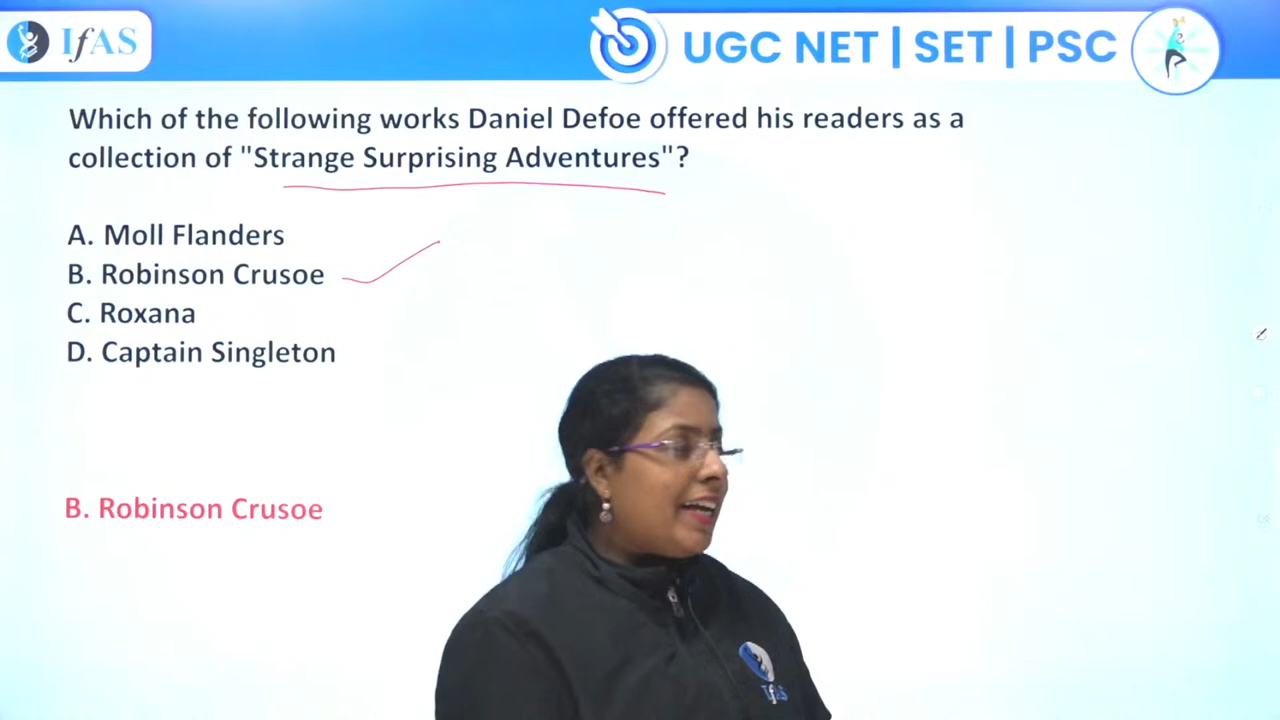 IfAS
UGC NET | SET | PSC
Which of the following works Daniel Defoe offered his readers as a
collection of "Strange Surprising Adventures"?
A. Moll Flanders
B. Robinson Crusoe
C. Roxana
D. Captain Singleton
B. Robinson Crusoe
IfAS